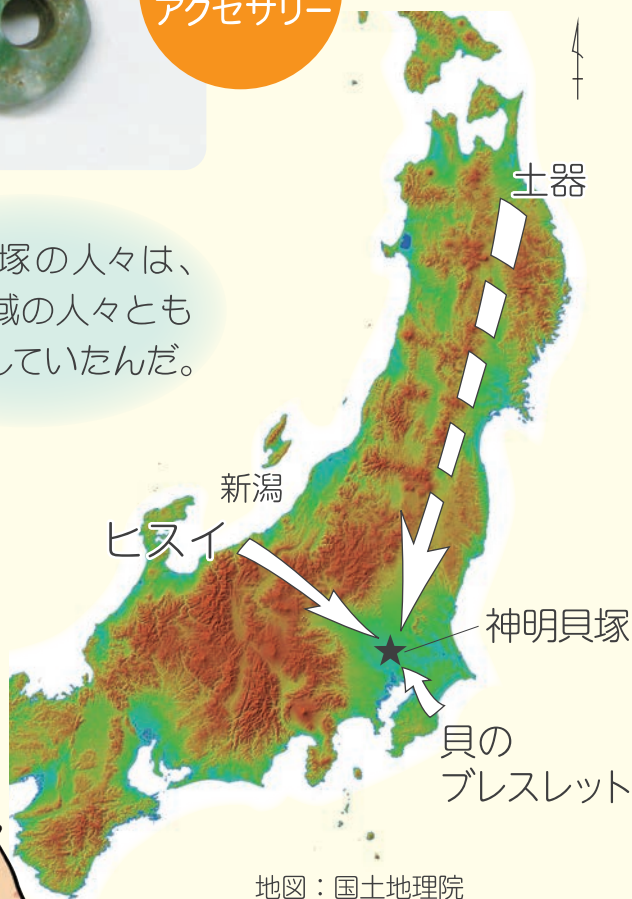 アクセサリー
土器
塚の人々は、
域の人々とも
していたんだ。
新潟
ヒスイ
神明貝塚
貝の
ブレスレット
地図：国土地理院